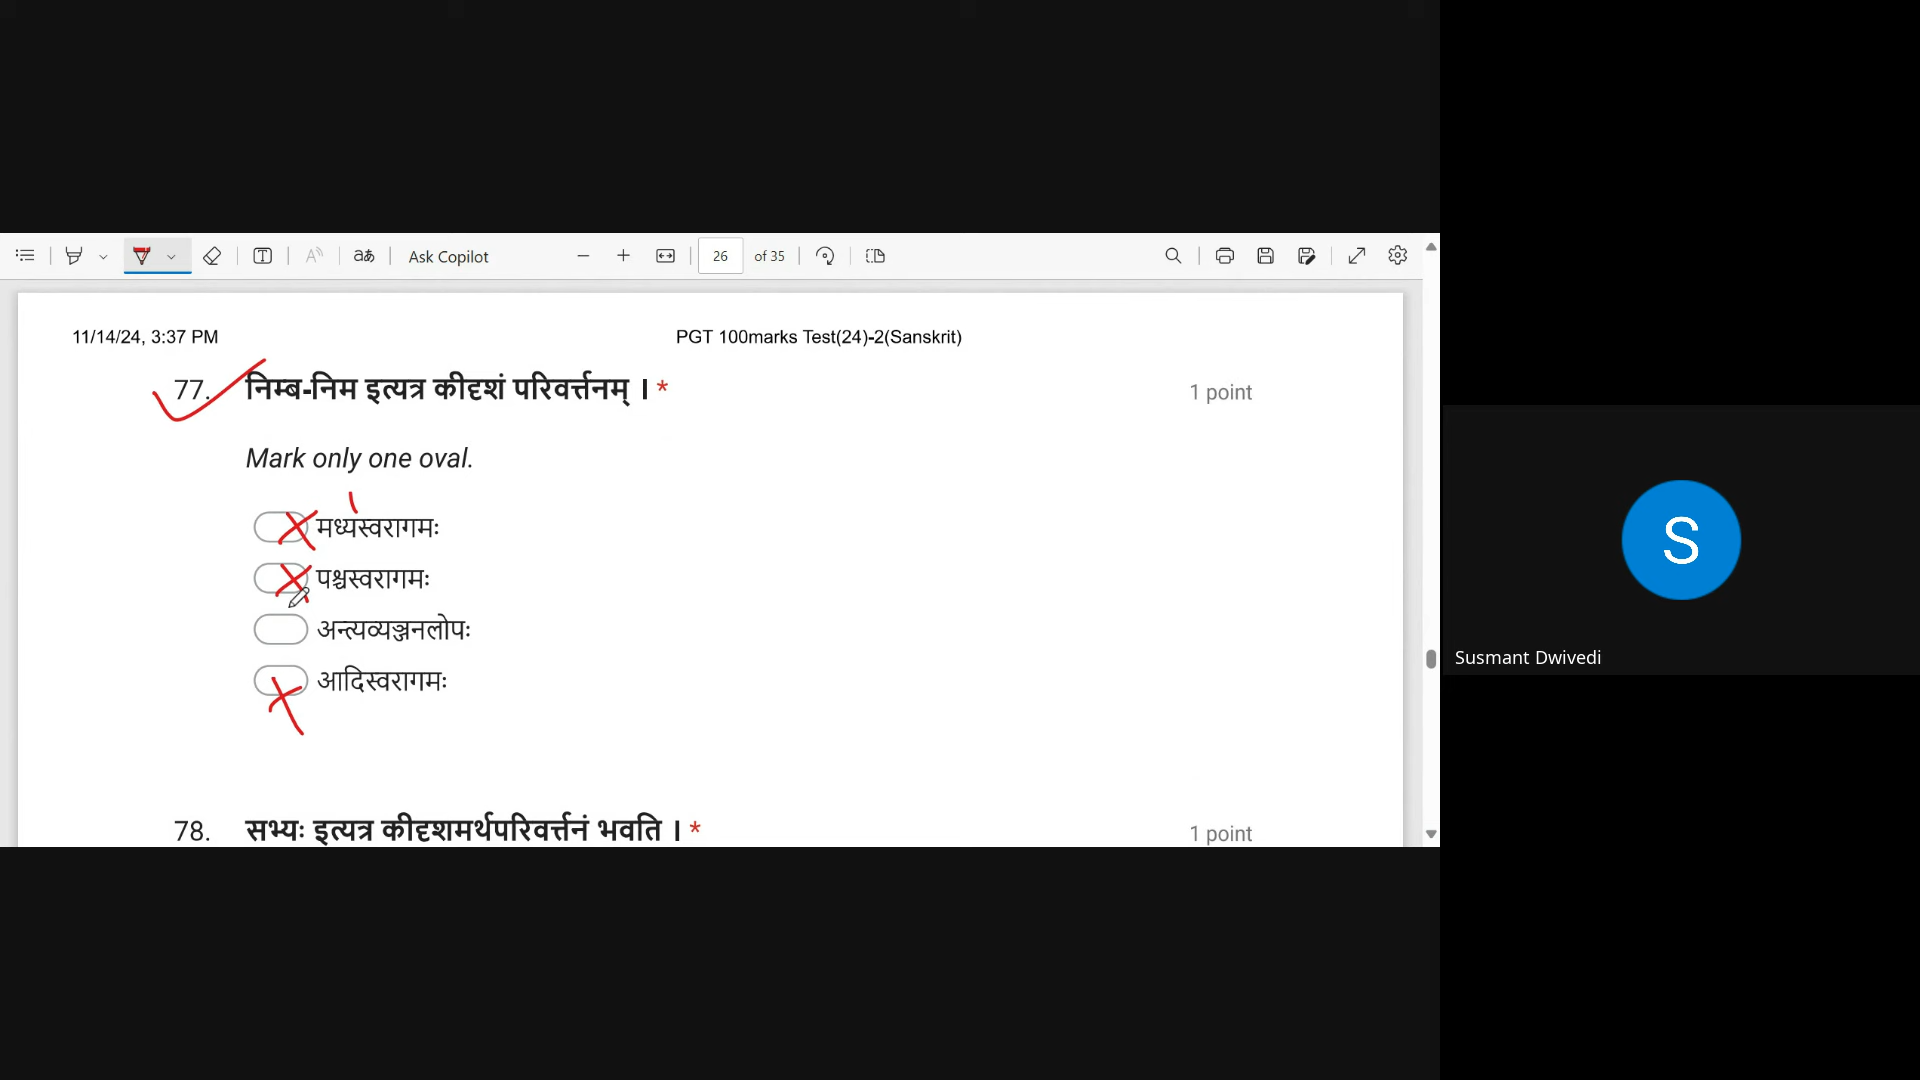 Ask Copilot
26 of 35
11/14/24, 3:37 PM PGT 100marks Test(24)-2(Sanskrit)
77. निम्ब-निम इत्यत्र कीदृशं परिवर्त्तनम् । * 1 point
Mark only one oval.
मध्यस्वरागमः
पश्चस्वरागमः
अन्त्यव्यञ्जनलोपः
आदिस्वरागमः
78. सभ्यः इत्यत्र कीदृशमर्थपरिवर्त्तनं भवति । * 1 point
S
Susmant Dwivedi